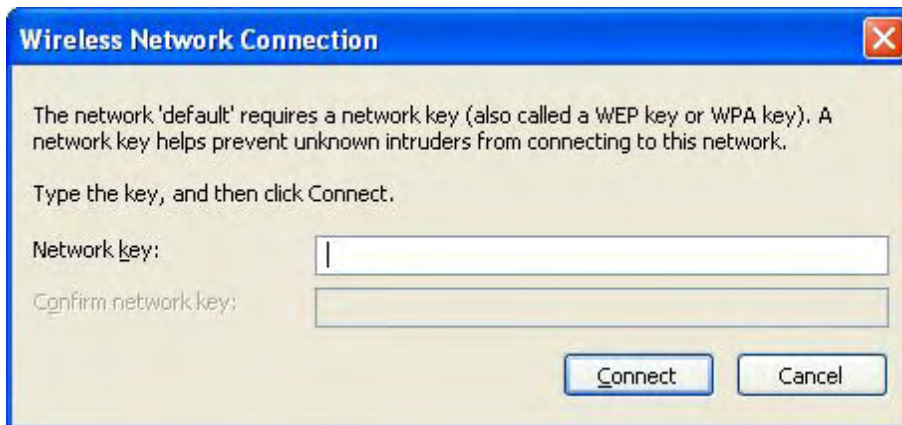 Wireless Network Connection
The network 'default' requires a network key (also called a WEP key or WPA key). A
network key helps prevent unknown intruders from connecting to this network.
Type the key, and then click Connect.
Network key:
Confirm network key:
Connect Cancel